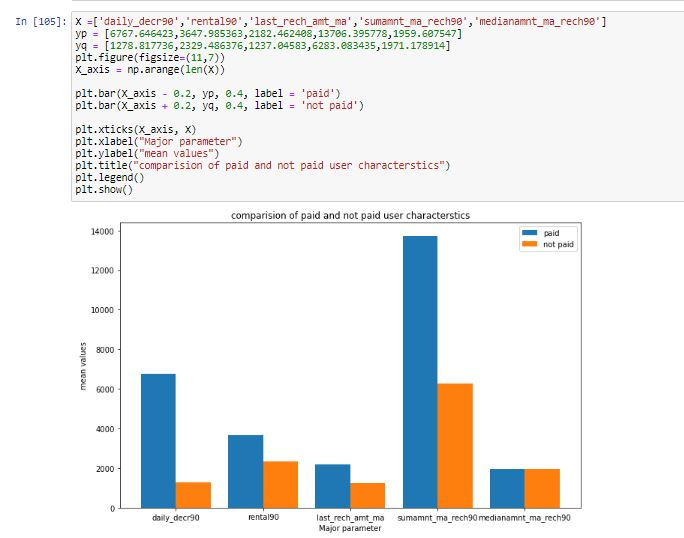 In [105]: X =['daily_decr90','rental90','last_rech_amt_ma','sumamnt_ma_rech90','medianamnt_ma_rech90']
yp = [6767.646423,3647.985363,2182.462408,13706.395778,1959.607547]
yq = [1278.817736,2329.486376,1237.04583,6283.083435,1971.178914]
plt.figure(figsize=(11,7))
X_axis = np.arange(len(X))
plt.bar(X_axis - 0.2, yp, 0.4, label = 'paid')
plt.bar(X_axis + 0.2, yq, 0.4, label = 'not paid')
plt.xticks(X_axis, X)
plt.xlabel("Major parameter")
plt.ylabel("mean values")
plt.title("comparision of paid and not paid user characterstics")
plt.legend()
plt.show()
comparision of paid and not paid user characterstics
paid
not paid
14000
12000
10000
8000
6000
4000
2000
0
mean values
daily_decr90 rental90 last_rech_amt_ma sumamnt_ma_rech90 medianamnt_ma_rech90
Major parameter